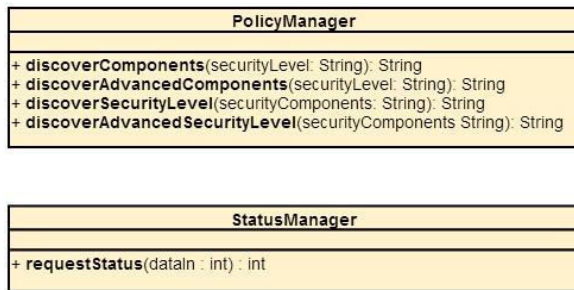 PolicyManager
+ discoverComponents(securityLevel: String): String
+ discoverAdvancedComponents(securityLevel: String): String
+ discoverSecurityLevel(securityComponents: String): String
+ discoverAdvancedSecurityLevel(securityComponents String): String
StatusManager
+ requestStatus(dataIn : int) : int